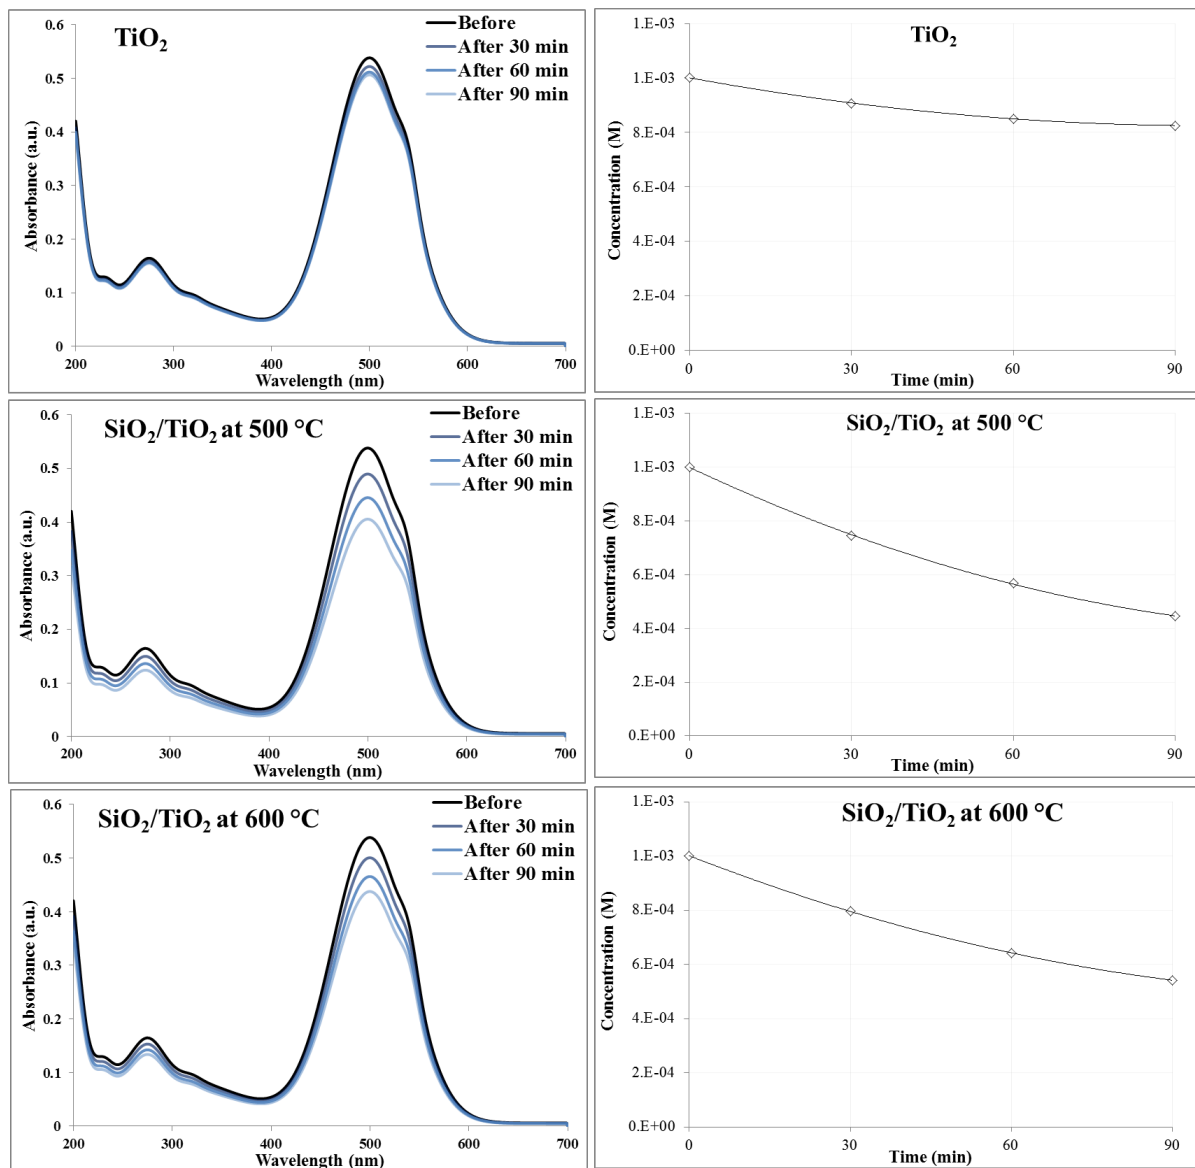 TiO2
Before
After 30 min
After 60 min
After 90 min
Absorbance (a.u.)
0.6
0.5
0.4
0.3
0.2
0.1
0
200 300 400 500 600 700
Wavelength (nm)
TiO2
Concentration (M)
1.E-03
1.E-03
8.E-04
6.E-04
4.E-04
2.E-04
0.E+00
0 30 60 90
Time (min)
SiO2/TiO2 at 500 °C
Before
After 30 min
After 60 min
After 90 min
Absorbance (a.u.)
0.6
0.5
0.4
0.3
0.2
0.1
0
200 300 400 500 600 700
Wavelength (nm)
SiO2/TiO2 at 500 °C
Concentration (M)
1.E-03
1.E-03
8.E-04
6.E-04
4.E-04
2.E-04
0.E+00
0 30 60 90
Time (min)
SiO2/TiO2 at 600 °C
Before
After 30 min
After 60 min
After 90 min
Absorbance (a.u.)
0.6
0.5
0.4
0.3
0.2
0.1
0
200 300 400 500 600 700
Wavelength (nm)
SiO2/TiO2 at 600 °C
Concentration (M)
1.E-03
1.E-03
8.E-04
6.E-04
4.E-04
2.E-04
0.E+00
0 30 60 90
Time (min)